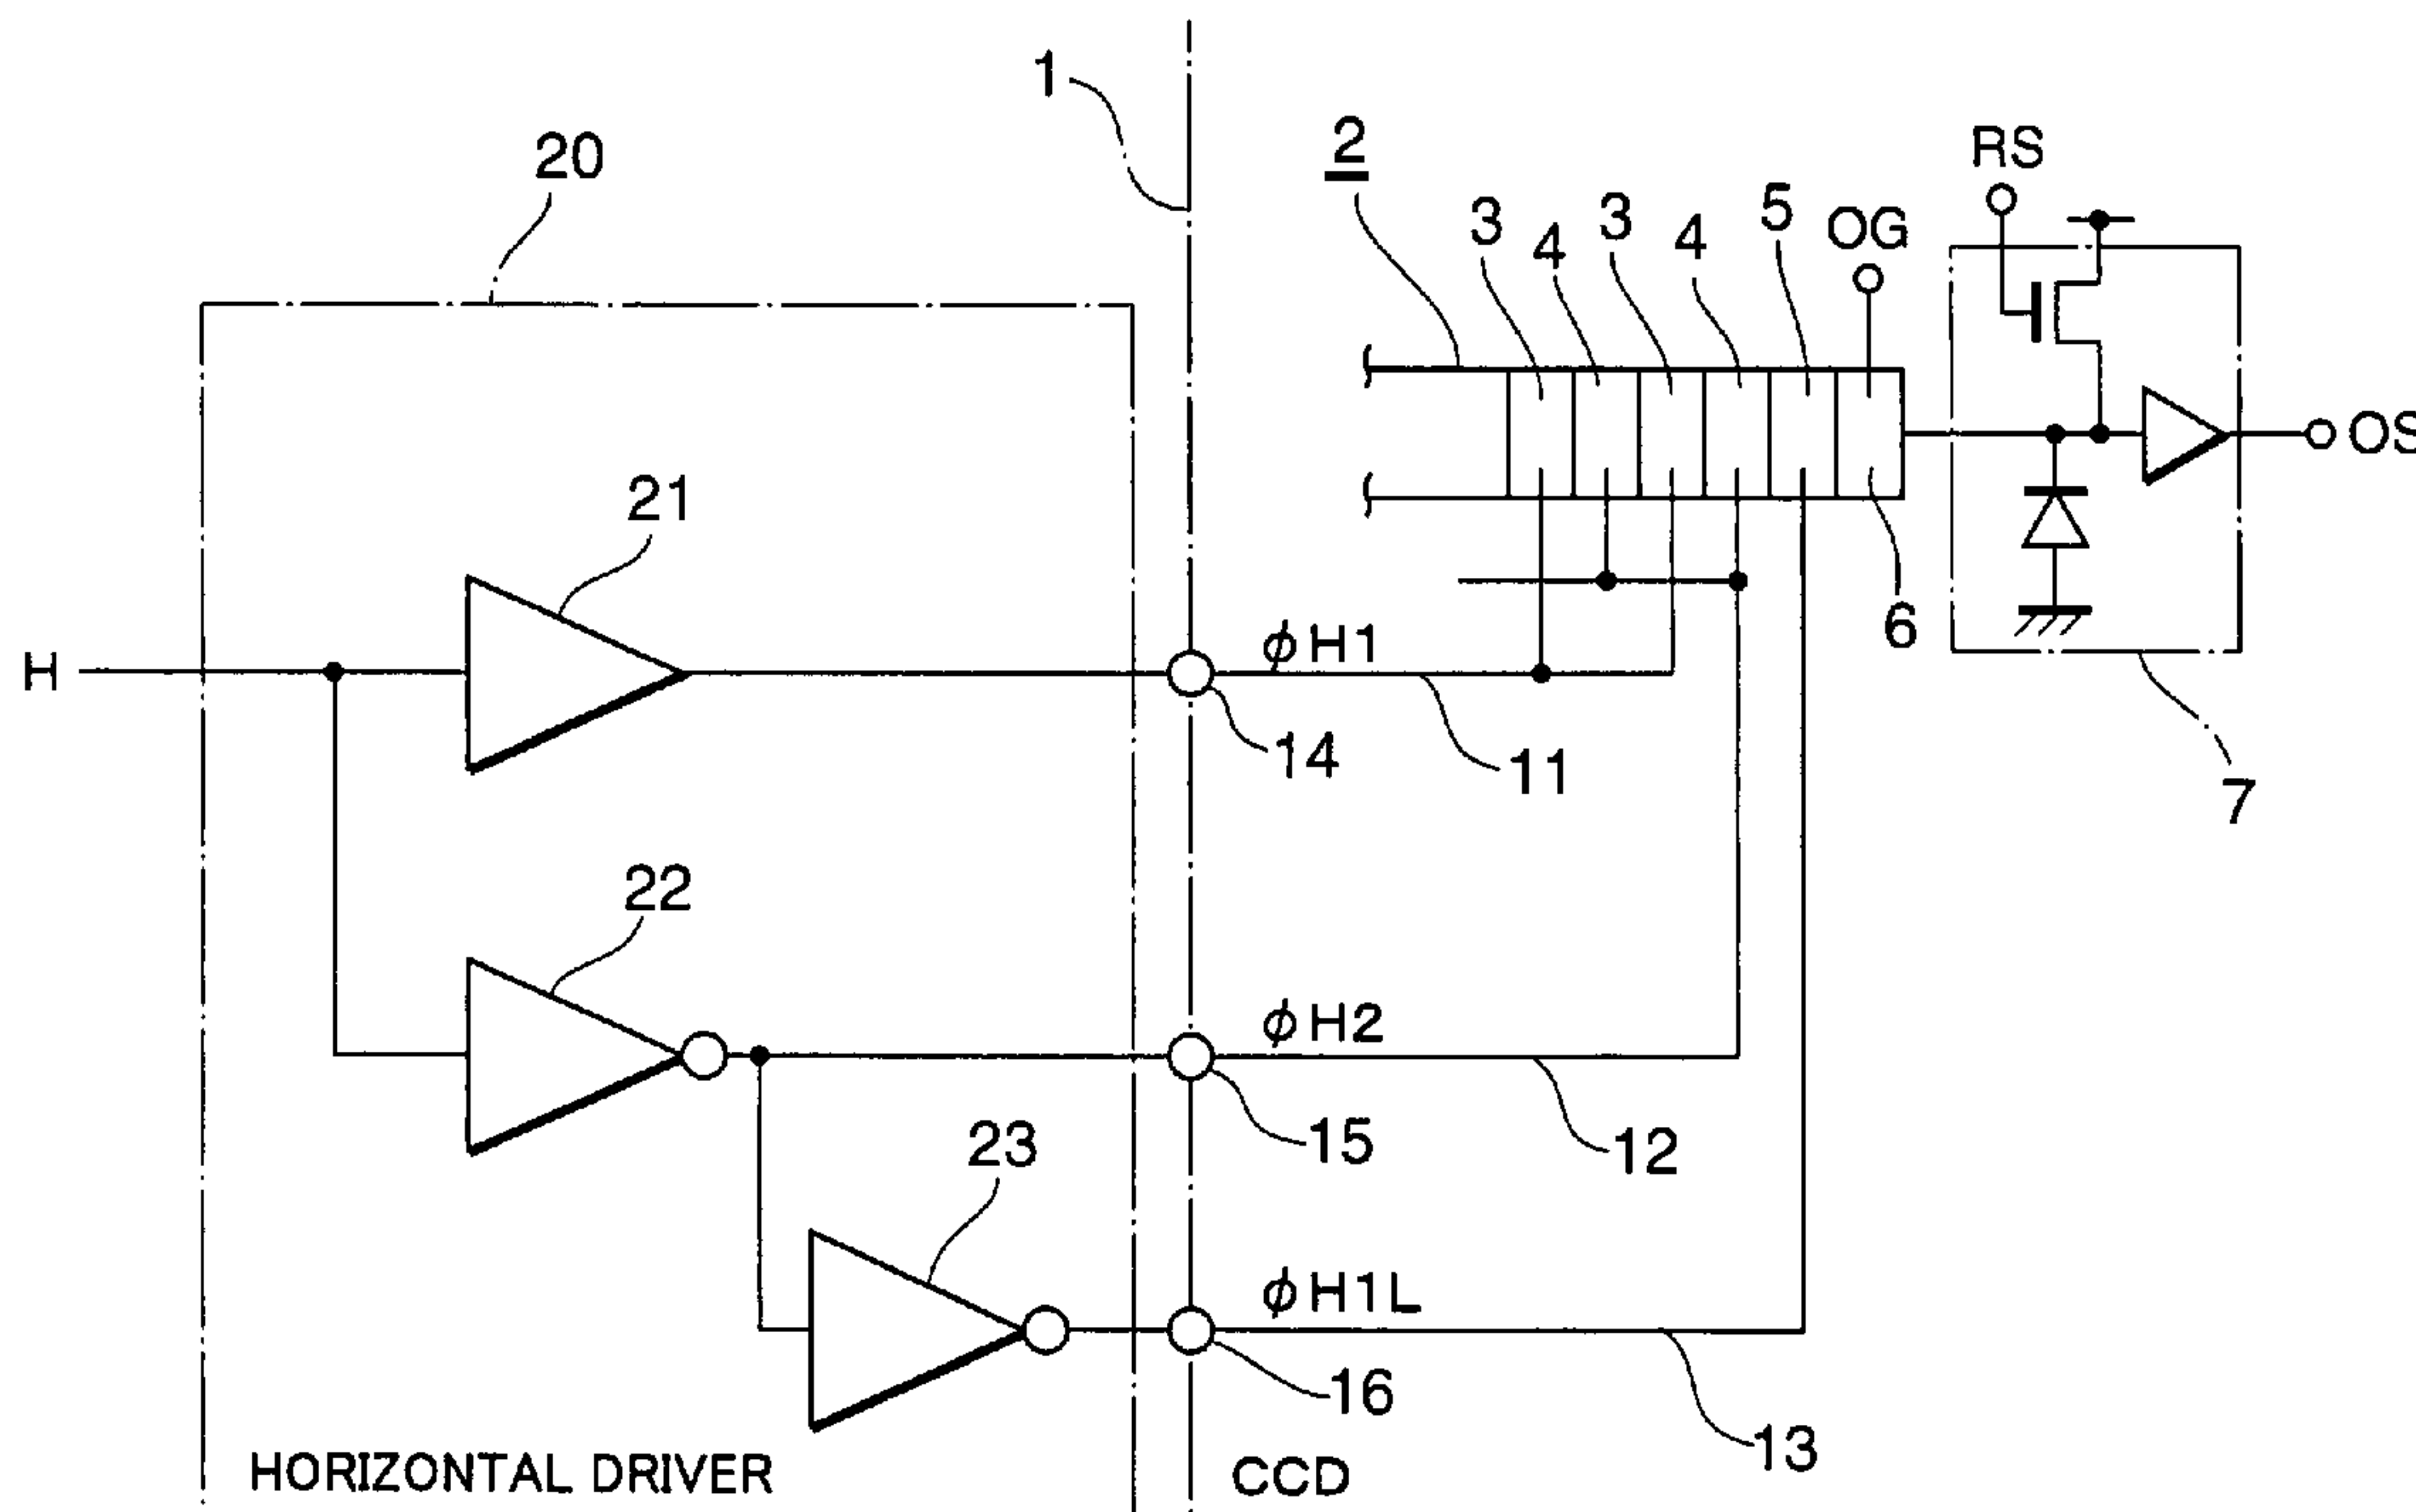 1
20
2
RS
3
4
3
4
5
OG
OS
21
6
H
φH1
14
11
7
22
φH2
15
12
23
φH1L
16
13
HORIZONTAL DRIVER
CCD